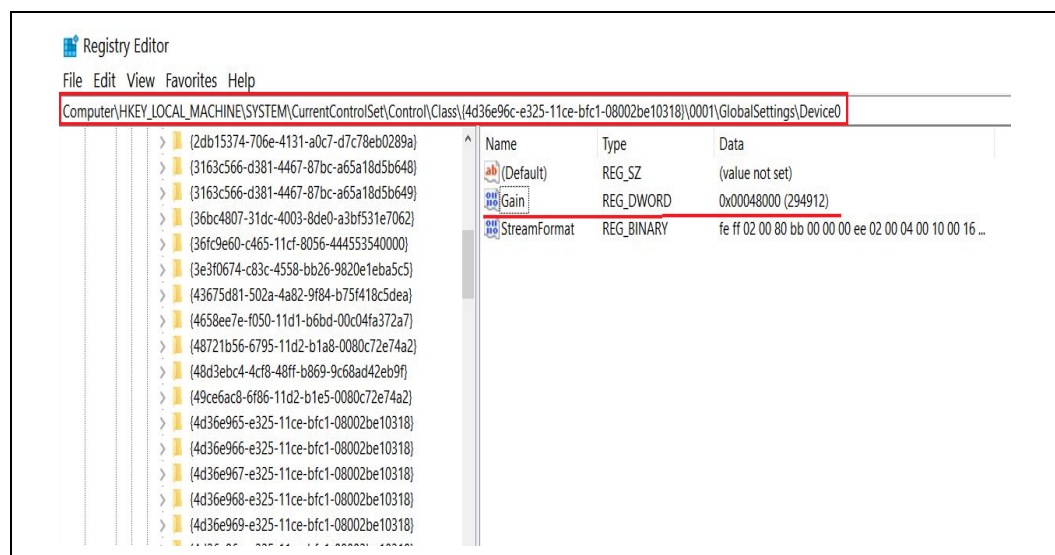 Registry Editor
File Edit View Favorites Help
Computer\HKEY_LOCAL_MACHINE\SYSTEM\CurrentControlSet\Control\Class\{4d36e96c-e325-11ce-bfc1-08002be10318}\0001\GlobalSettings\Device0
{2db15374-706e-4131-a0c7-d7c78eb0289a}
{3163c566-d381-4467-87bc-a65a18d5b648}
{3163c566-d381-4467-87bc-a65a18d5b649}
{36bc4807-31dc-4003-8de0-a3bf531e7062}
{36fc9e60-c465-11cf-8056-444553540000}
{3e3f0674-c83c-4558-bb26-9820e1eba5c5}
{43675d81-502a-4a82-9f84-b75f418c5dea}
{4658ee7e-f050-11d1-b6bd-00c04fa372a7}
{48721b56-6795-11d2-b1a8-0080c72e74a2}
{48d3ebc4-4cf8-48ff-b869-9c68ad42eb9f}
{49ce6ac8-6f86-11d2-b1e5-0080c72e74a2}
{4d36e965-e325-11ce-bfc1-08002be10318}
{4d36e966-e325-11ce-bfc1-08002be10318}
{4d36e967-e325-11ce-bfc1-08002be10318}
{4d36e968-e325-11ce-bfc1-08002be10318}
{4d36e969-e325-11ce-bfc1-08002be10318}
Name Type Data
(Default) REG_SZ (value not set)
Gain REG_DWORD 0x00048000 (294912)
StreamFormat REG_BINARY fe ff 02 00 80 bb 00 00 00 ee 02 00 04 00 10 00 16 ...